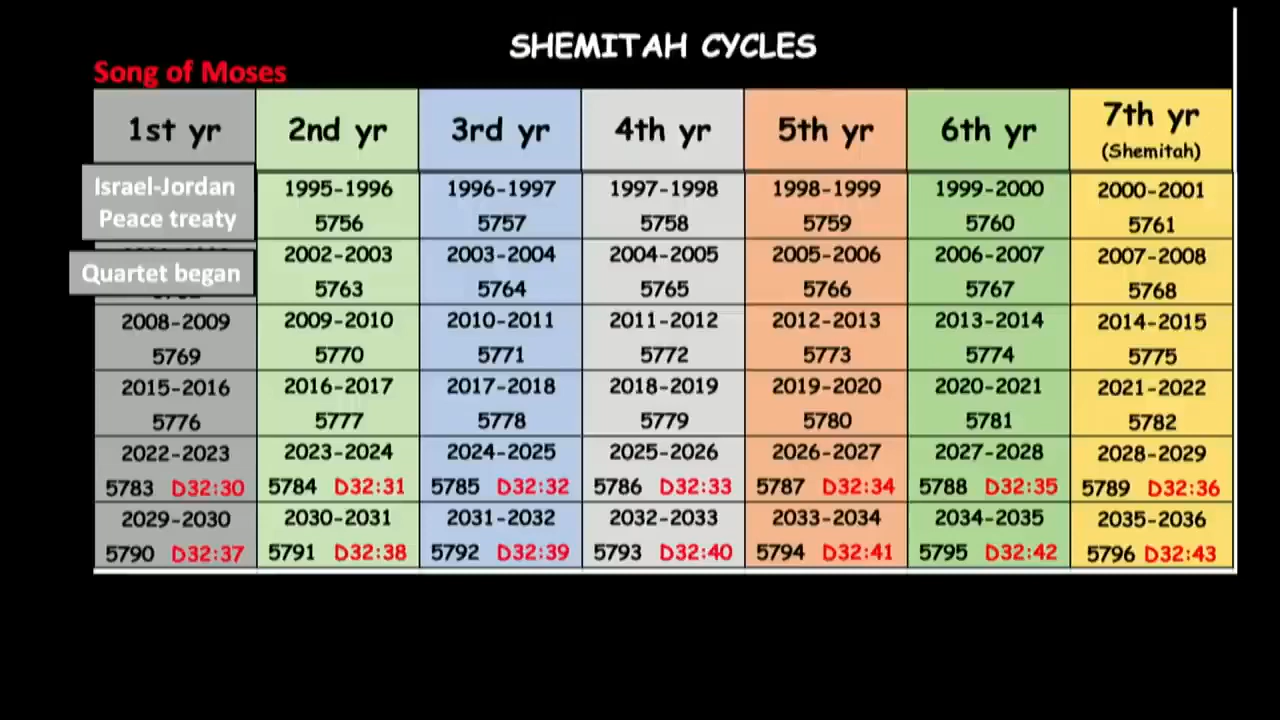 SHEMITAH CYCLES
Song of Moses
1st yr 2nd yr 3rd yr 4th yr 5th yr 6th yr 7th yr
(Shemitah)
Israel-Jordan
Peace treaty
1995-1996 1996-1997 1997-1998 1998-1999 1999-2000 2000-2001
5756 5757 5758 5759 5760 5761
Quartet began
2002-2003 2003-2004 2004-2005 2005-2006 2006-2007 2007-2008
5763 5764 5765 5766 5767 5768
2008-2009 2009-2010 2010-2011 2011-2012 2012-2013 2013-2014 2014-2015
5769 5770 5771 5772 5773 5774 5775
2015-2016 2016-2017 2017-2018 2018-2019 2019-2020 2020-2021 2021-2022
5776 5777 5778 5779 5780 5781 5782
2022-2023 2023-2024 2024-2025 2025-2026 2026-2027 2027-2028 2028-2029
5783 D32:30 5784 D32:31 5785 D32:32 5786 D32:33 5787 D32:34 5788 D32:35 5789 D32:36
2029-2030 2030-2031 2031-2032 2032-2033 2033-2034 2034-2035 2035-2036
5790 D32:37 5791 D32:38 5792 D32:39 5793 D32:40 5794 D32:41 5795 D32:42 5796 D32:43